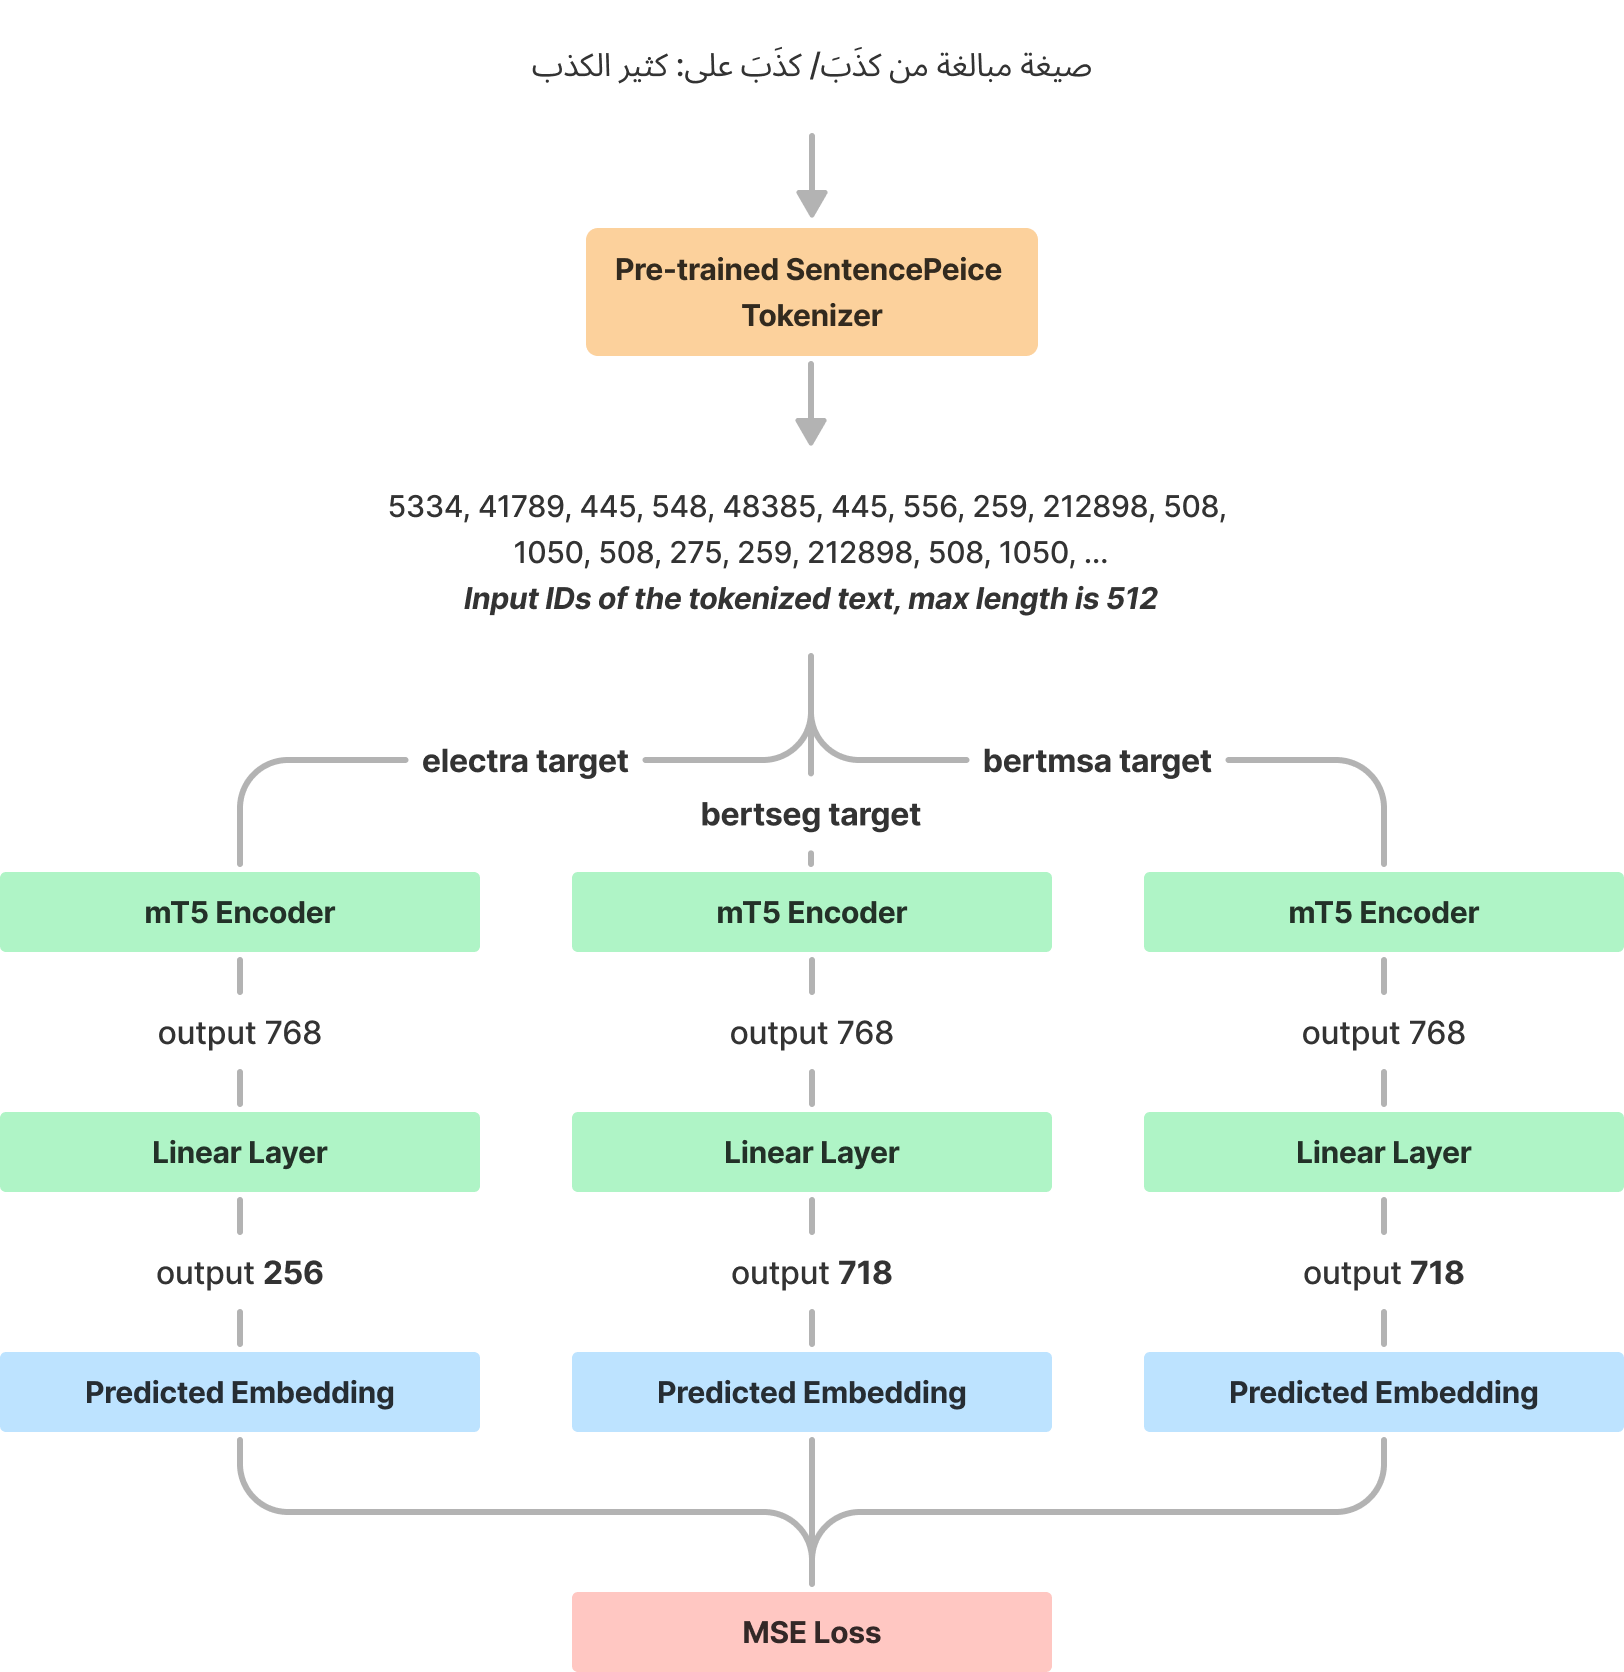 صيغة مبالغة من كذَبَ/ كذَبَ على: كثير الكذب
Pre-trained SentencePeice
Tokenizer
5334, 41789, 445, 548, 48385, 445, 556, 259, 212898, 508,
1050, 508, 275, 259, 212898, 508, 1050, ...
Input IDs of the tokenized text, max length is 512
electra target
bertmsa target
bertseg target
mT5 Encoder
mT5 Encoder
mT5 Encoder
output 768
output 768
output 768
Linear Layer
Linear Layer
Linear Layer
output 256
output 718
output 718
Predicted Embedding
Predicted Embedding
Predicted Embedding
MSE Loss